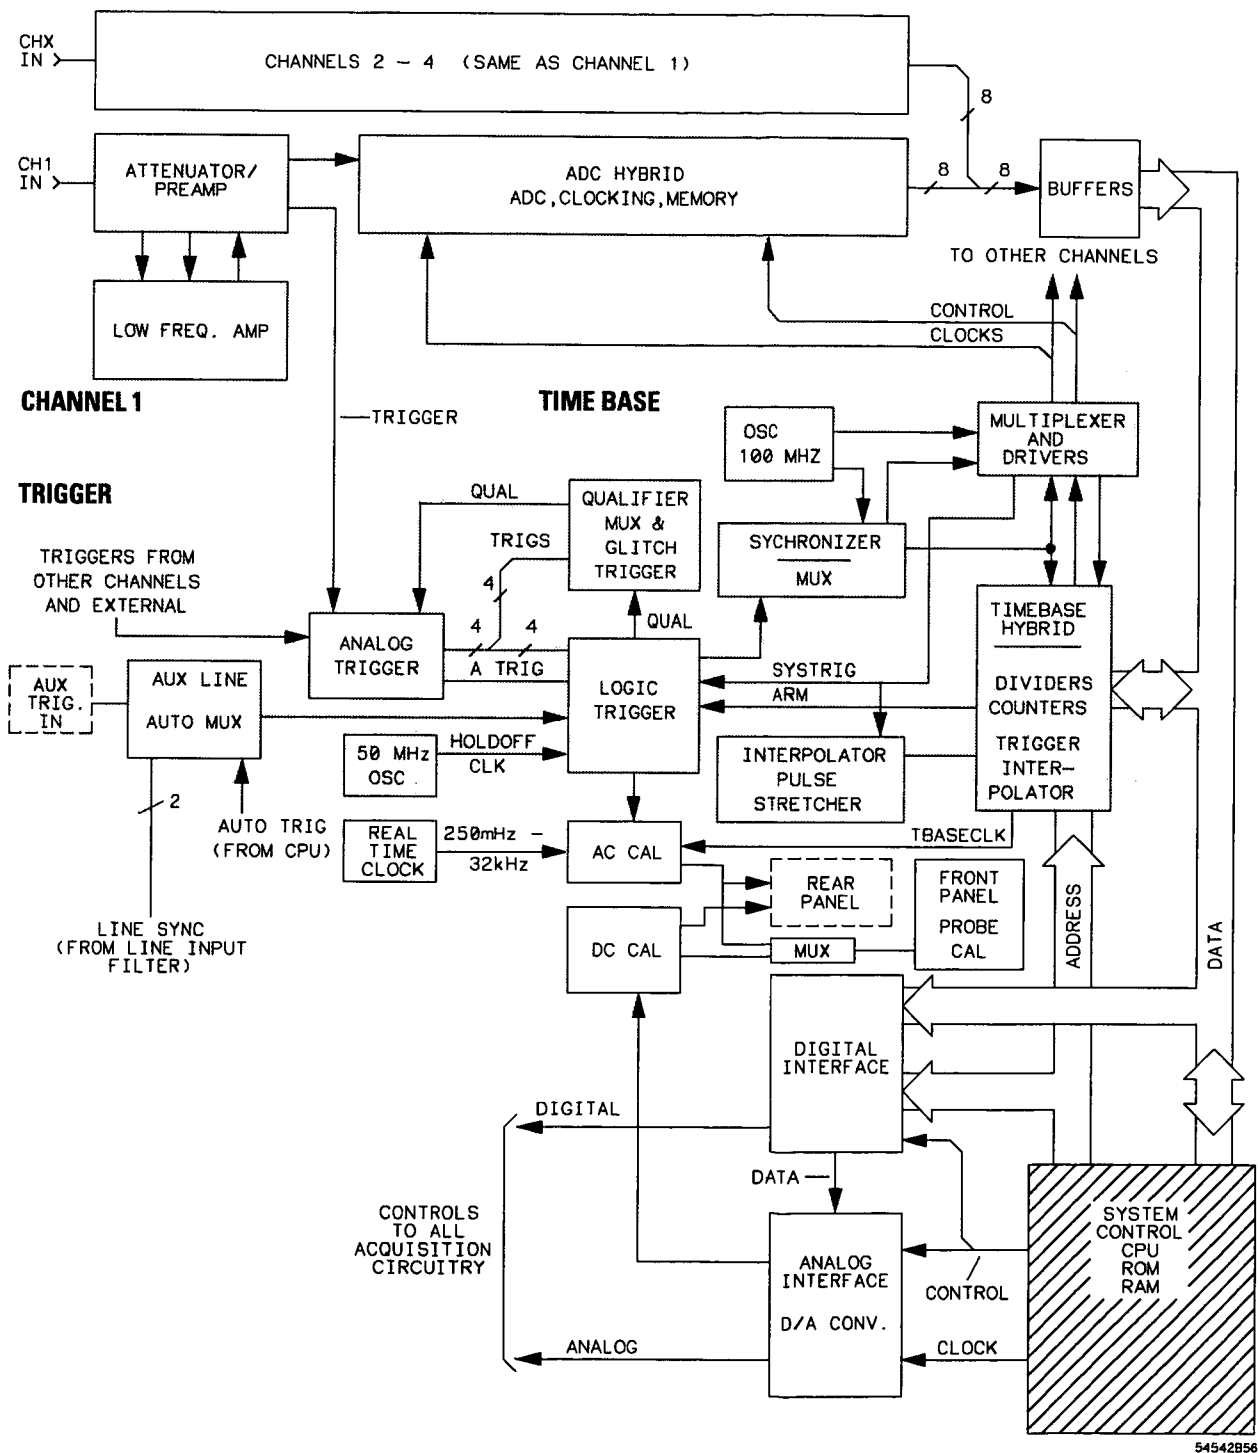 CHX
IN
CHANNELS 2 - 4 (SAME AS CHANNEL 1)
8
CH1
IN
ATTENUATOR/
PREAMP
ADC HYBRID
ADC,CLOCKING,MEMORY
8
8
BUFFERS
LOW FREQ. AMP
TO OTHER CHANNELS
CONTROL
CLOCKS
CHANNEL 1
TIME BASE
TRIGGER
OSC
100 MHZ
MULTIPLEXER
AND
DRIVERS
TRIGGER
QUAL
QUALIFIER
MUX &
GLITCH
TRIGGER
TRIGS
4
SYCHRONIZER
MUX
TRIGGERS FROM
OTHER CHANNELS
AND EXTERNAL
QUAL
TIMEBASE
HYBRID
DIVIDERS
COUNTERS
TRIGGER
INTER-
POLATOR
ANALOG
TRIGGER
4
4
A TRIG
LOGIC
TRIGGER
SYSTRIG
ARM
AUX
TRIG.
IN
AUX LINE
AUTO MUX
50 MHz
OSC
HOLDOFF
CLK
INTERPOLATOR
PULSE
STRETCHER
2
AUTO TRIG
(FROM CPU)
REAL
TIME
CLOCK
250mHz -
32kHz
AC CAL
TBASECLK
REAR
PANEL
FRONT
PANEL
PROBE
CAL
ADDRESS
DATA
LINE SYNC
(FROM LINE INPUT
FILTER)
DC CAL
MUX
DIGITAL
INTERFACE
DIGITAL
DATA
CONTROLS
TO ALL
ACQUISITION
CIRCUITRY
ANALOG
INTERFACE
D/A CONV.
CONTROL
SYSTEM
CONTROL
CPU
ROM
RAM
ANALOG
CLOCK
54542B56